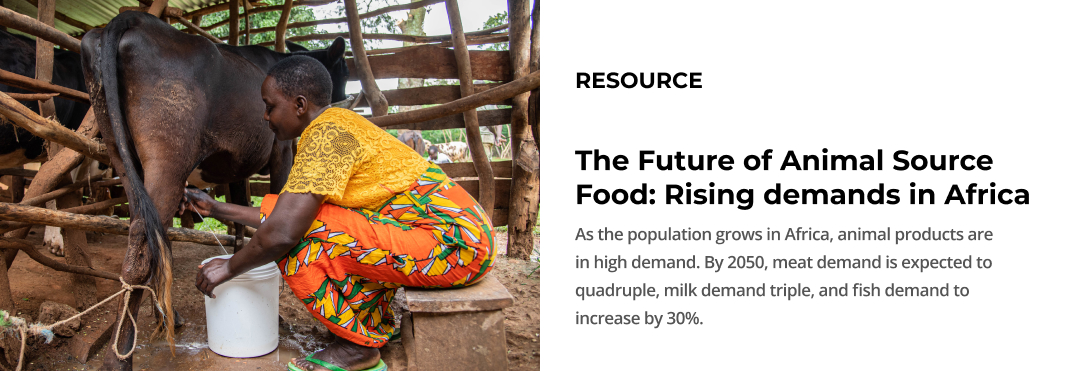 RESOURCE
The Future of Animal Source
Food: Rising demands in Africa
As the population grows in Africa, animal products are
in high demand. By 2050, meat demand is expected to
quadruple, milk demand triple, and fish demand to
increase by 30%.